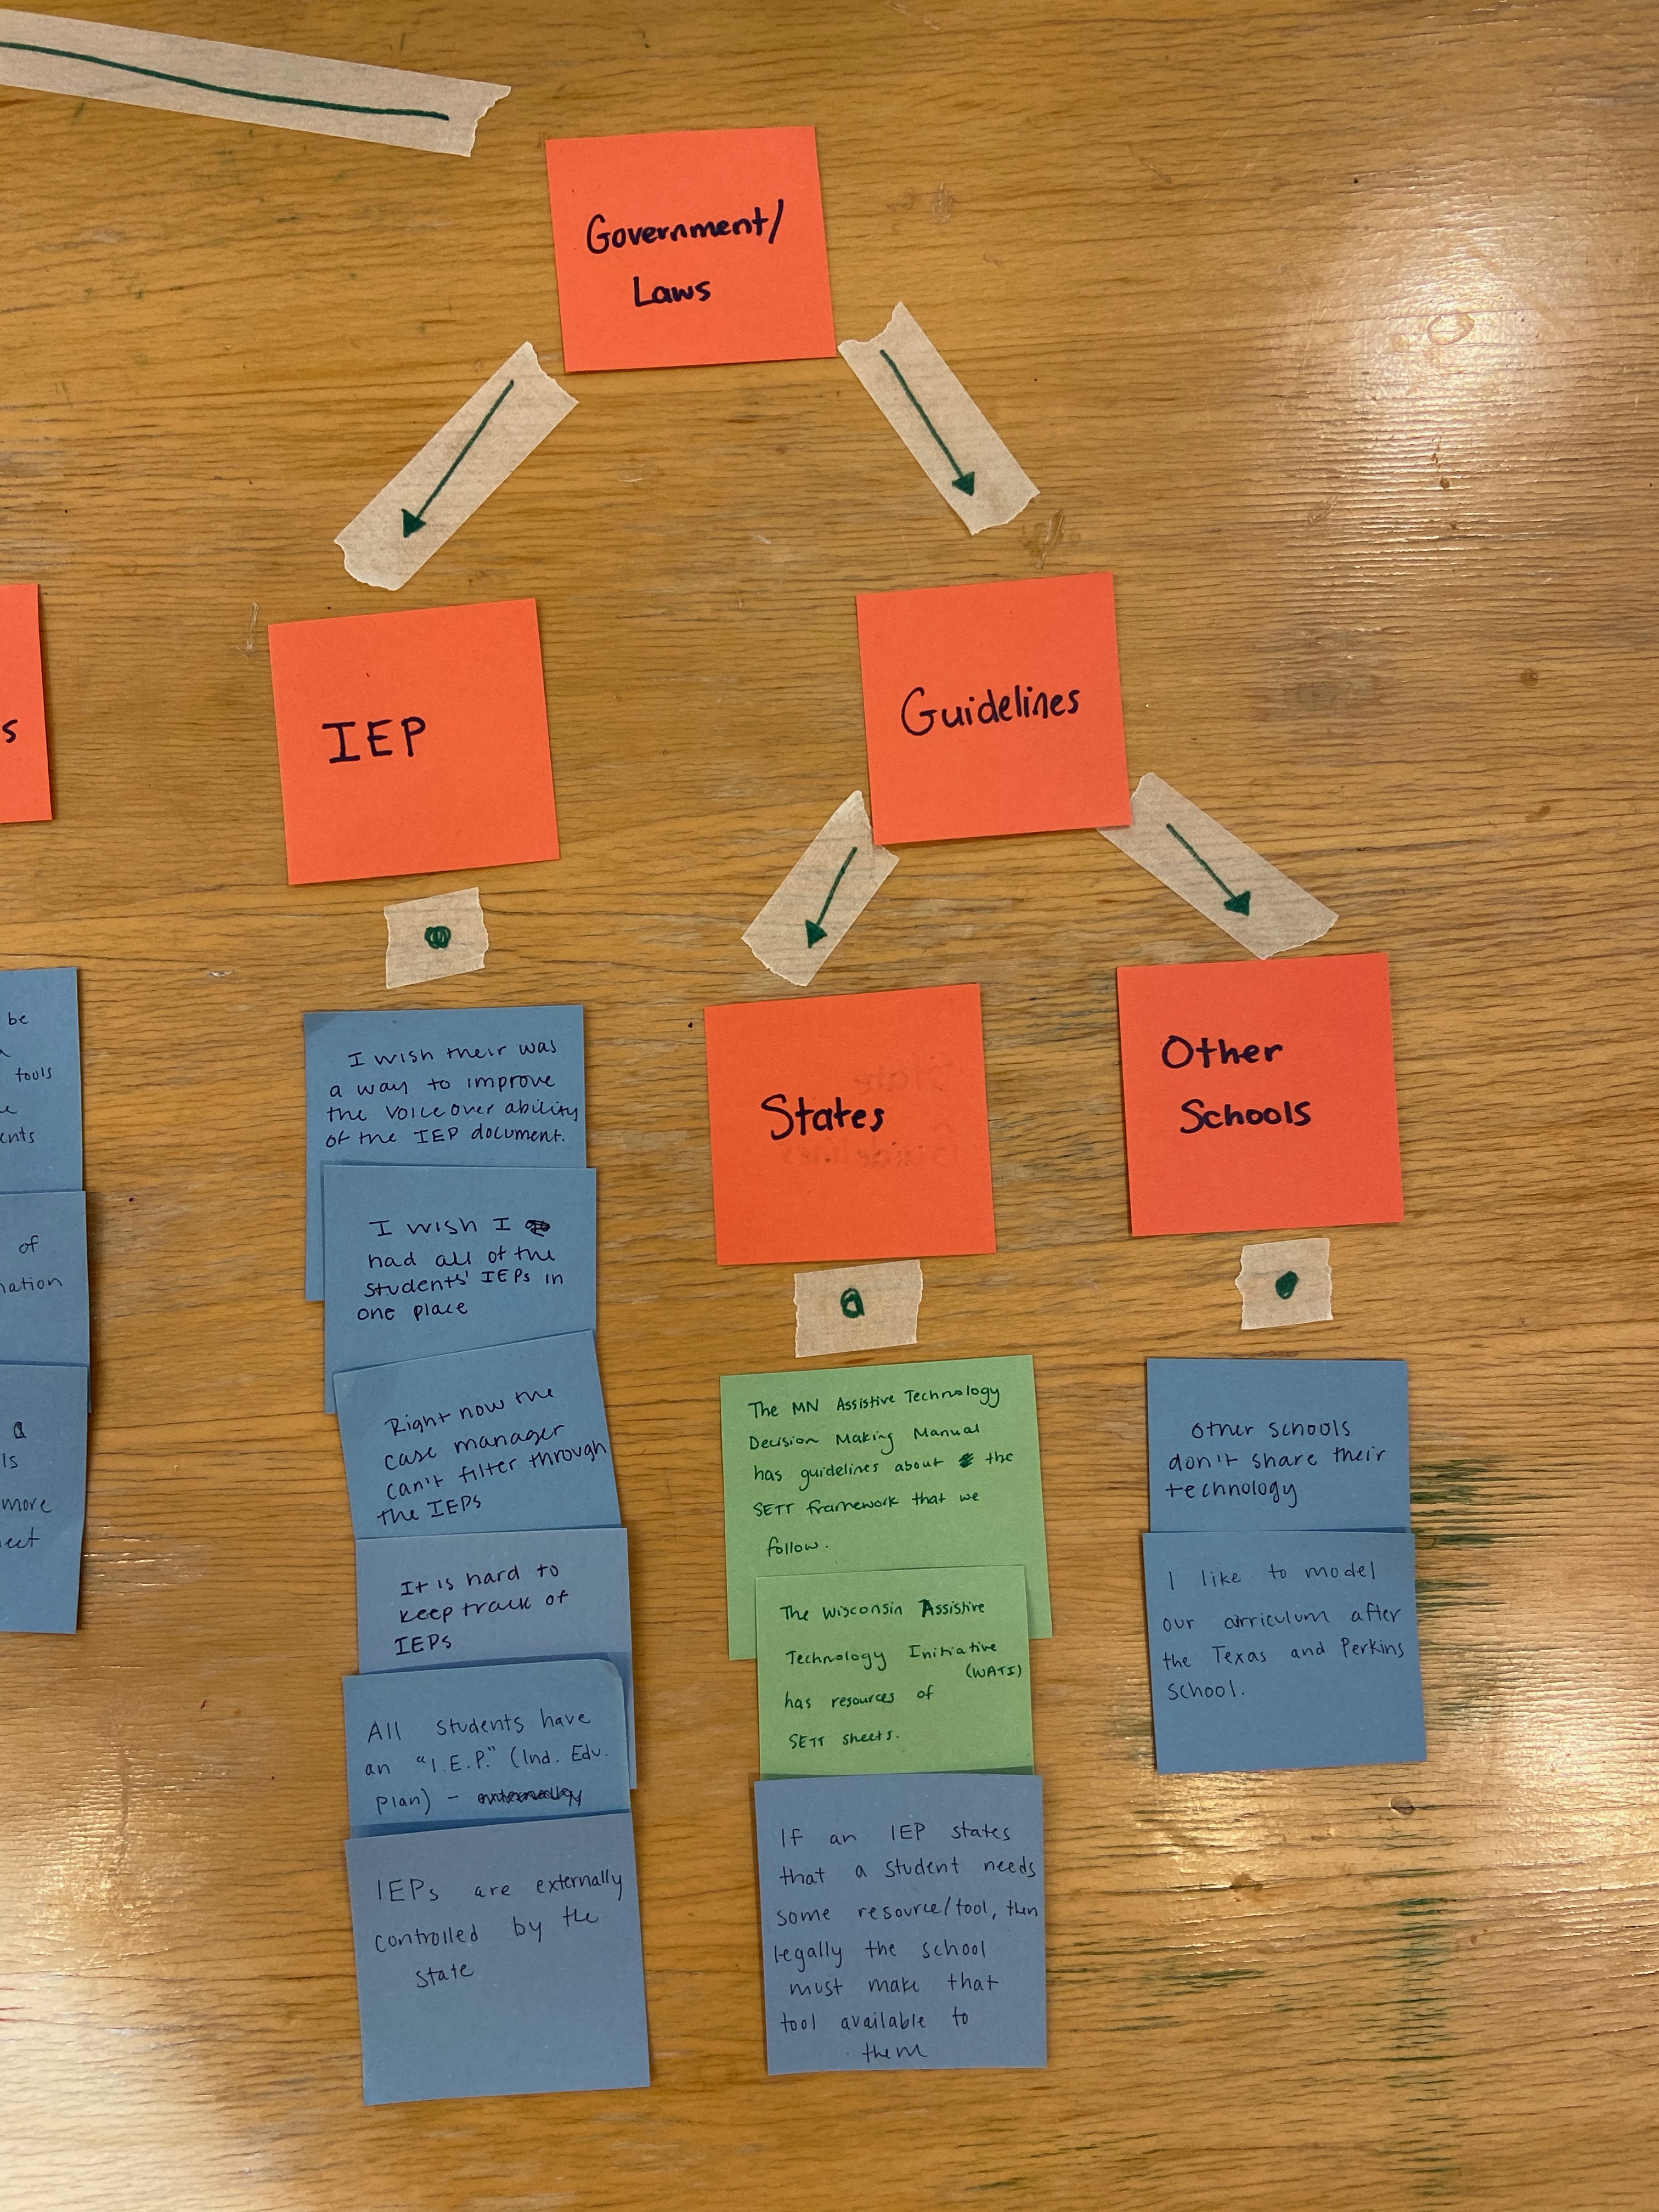 Government/
Laws
s
IEP
Guidelines
States
Other
Schools
be
tools
ents
of
nation
a
ls
more
I wish their was
a way to improve
the VoiceOver ability
of the IEP document.
I wish I
had all of the
students' IEPs in
one place
Right now the
case manager
can't filter through
the IEPs
It is hard to
keep track of
IEPs
All students have
an "I.E.P." (Ind. Edu.
plan) -
IEPs are externally
controlled by the
state
The MN Assistive Technology
Decision Making Manual
has guidelines about the
SETT framework that we
follow.
The Wisconsin Assistive
Technology Initiative
(WATI)
has resources of
SETT sheets.
If an IEP states
that a student needs
some resource/tool, then
legally the school
must make that
tool available to
them
Other schools
don't share their
technology
I like to model
our curriculum after
the Texas and Perkins
school.